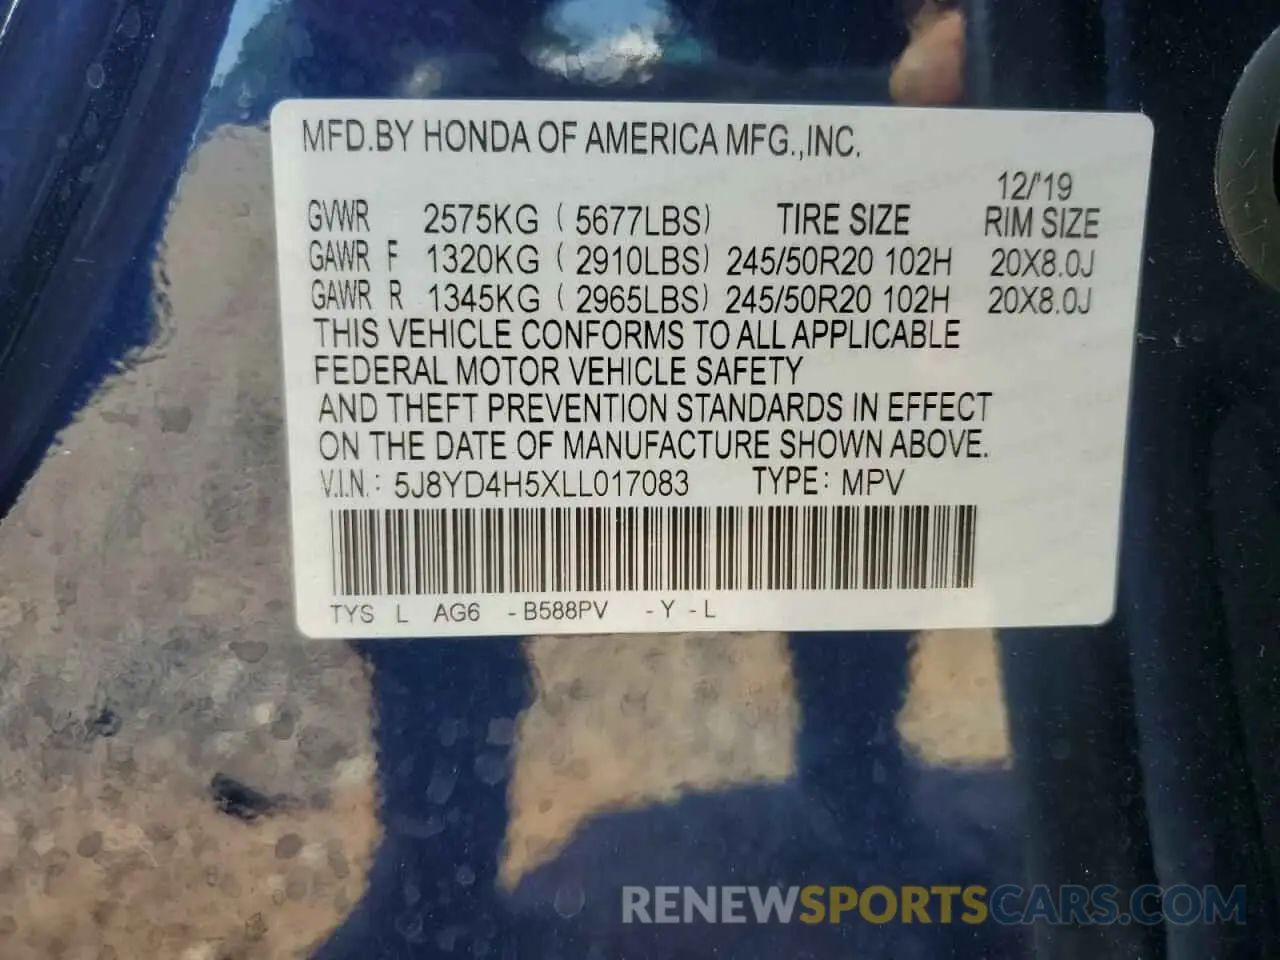 MFD.BY HONDA OF AMERICA MFG.,INC.
12/'19
GVWR 2575KG ( 5677LBS) TIRE SIZE RIM SIZE
GAWR F 1320KG ( 2910LBS) 245/50R20 102H 20X8.0J
GAWR R 1345KG ( 2965LBS) 245/50R20 102H 20X8.0J
THIS VEHICLE CONFORMS TO ALL APPLICABLE
FEDERAL MOTOR VEHICLE SAFETY
AND THEFT PREVENTION STANDARDS IN EFFECT
ON THE DATE OF MANUFACTURE SHOWN ABOVE.
V.I.N.: 5J8YD4H5XLL017083 TYPE: MPV
TYS L AG6 -B588PV -Y -L
RENEWSPORTSCARS.COM